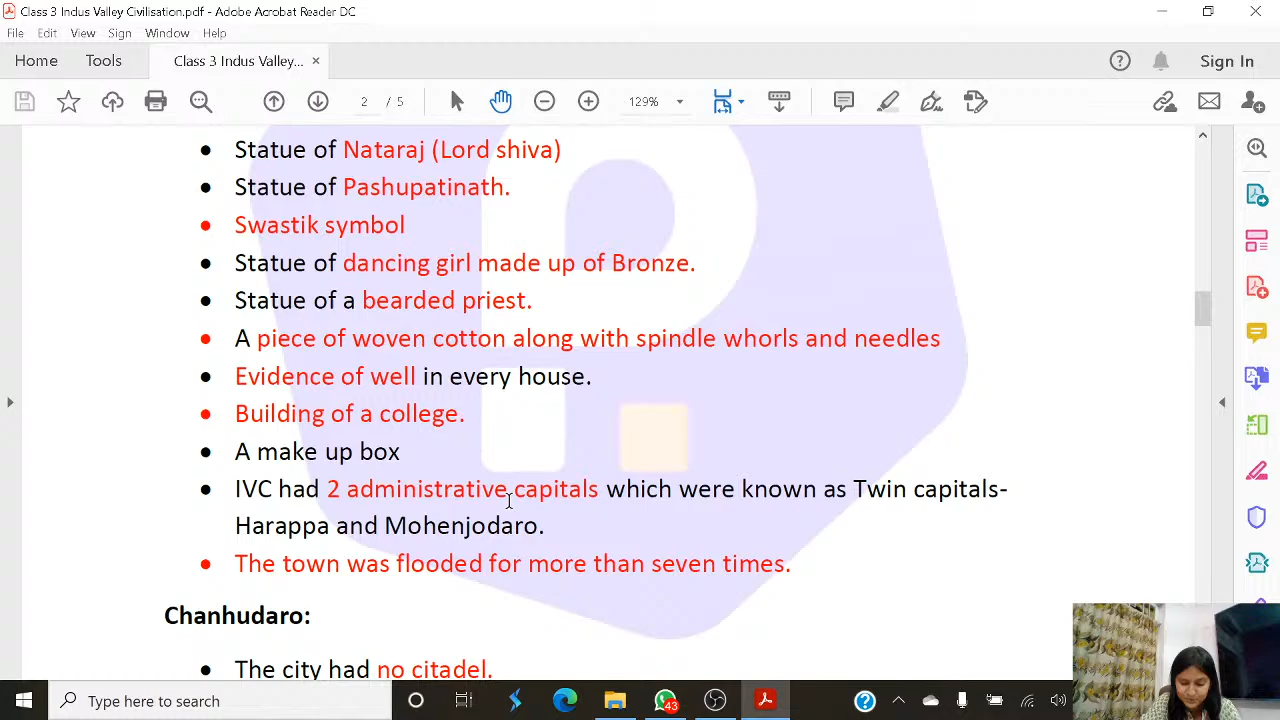 Class 3 Indus Valley Civilisation.pdf - Adobe Acrobat Reader DC
File Edit View Sign Window Help
Home Tools Class 3 Indus Valley... × Sign In
2 / 5 129%
• Statue of Nataraj (Lord shiva)
• Statue of Pashupatinath.
• Swastik symbol
• Statue of dancing girl made up of Bronze.
• Statue of a bearded priest.
• A piece of woven cotton along with spindle whorls and needles
• Evidence of well in every house.
• Building of a college.
• A make up box
• IVC had 2 administrative capitals which were known as Twin capitals-
Harappa and Mohenjodaro.
• The town was flooded for more than seven times.
Chanhudaro:
• The city had no citadel.
Type here to search 43